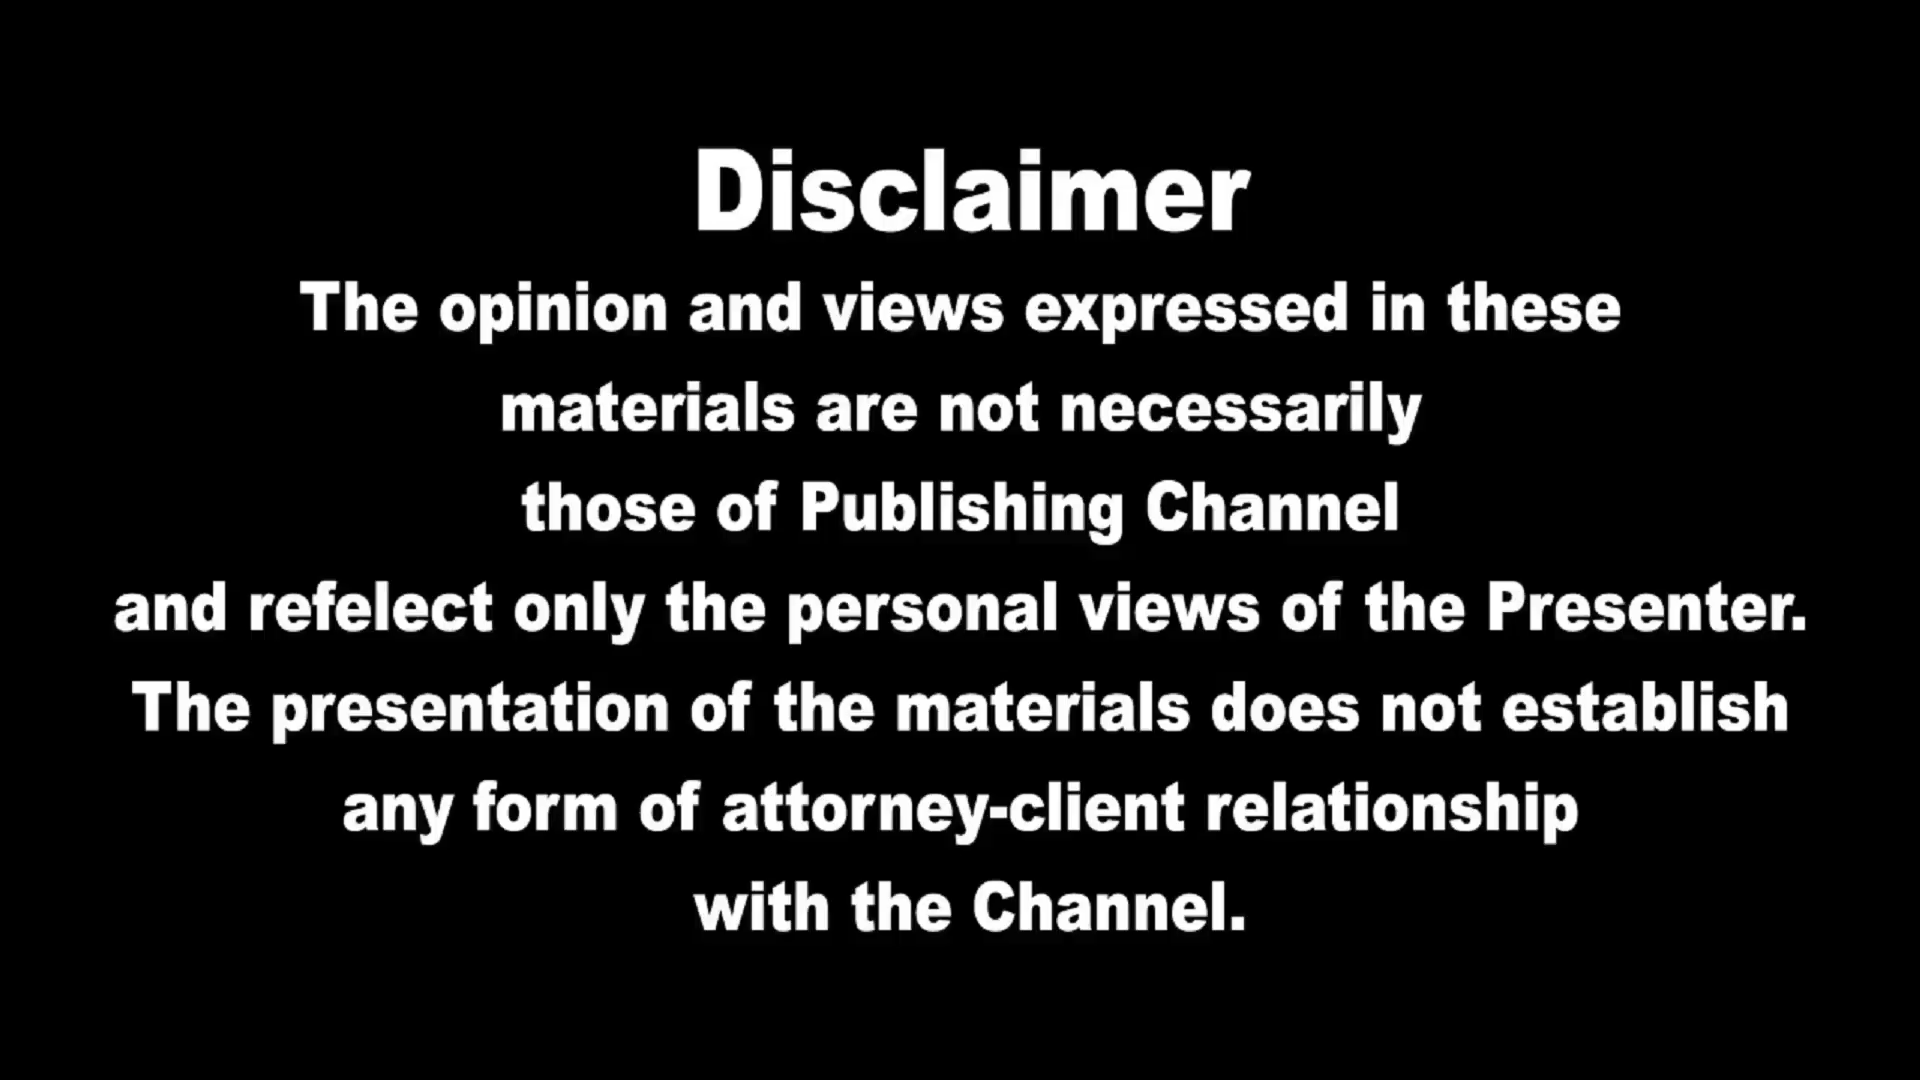 Disclaimer
The opinion and views expressed in these
materials are not necessarily
those of Publishing Channel
and refelect only the personal views of the Presenter.
The presentation of the materials does not establish
any form of attorney-client relationship
with the Channel.